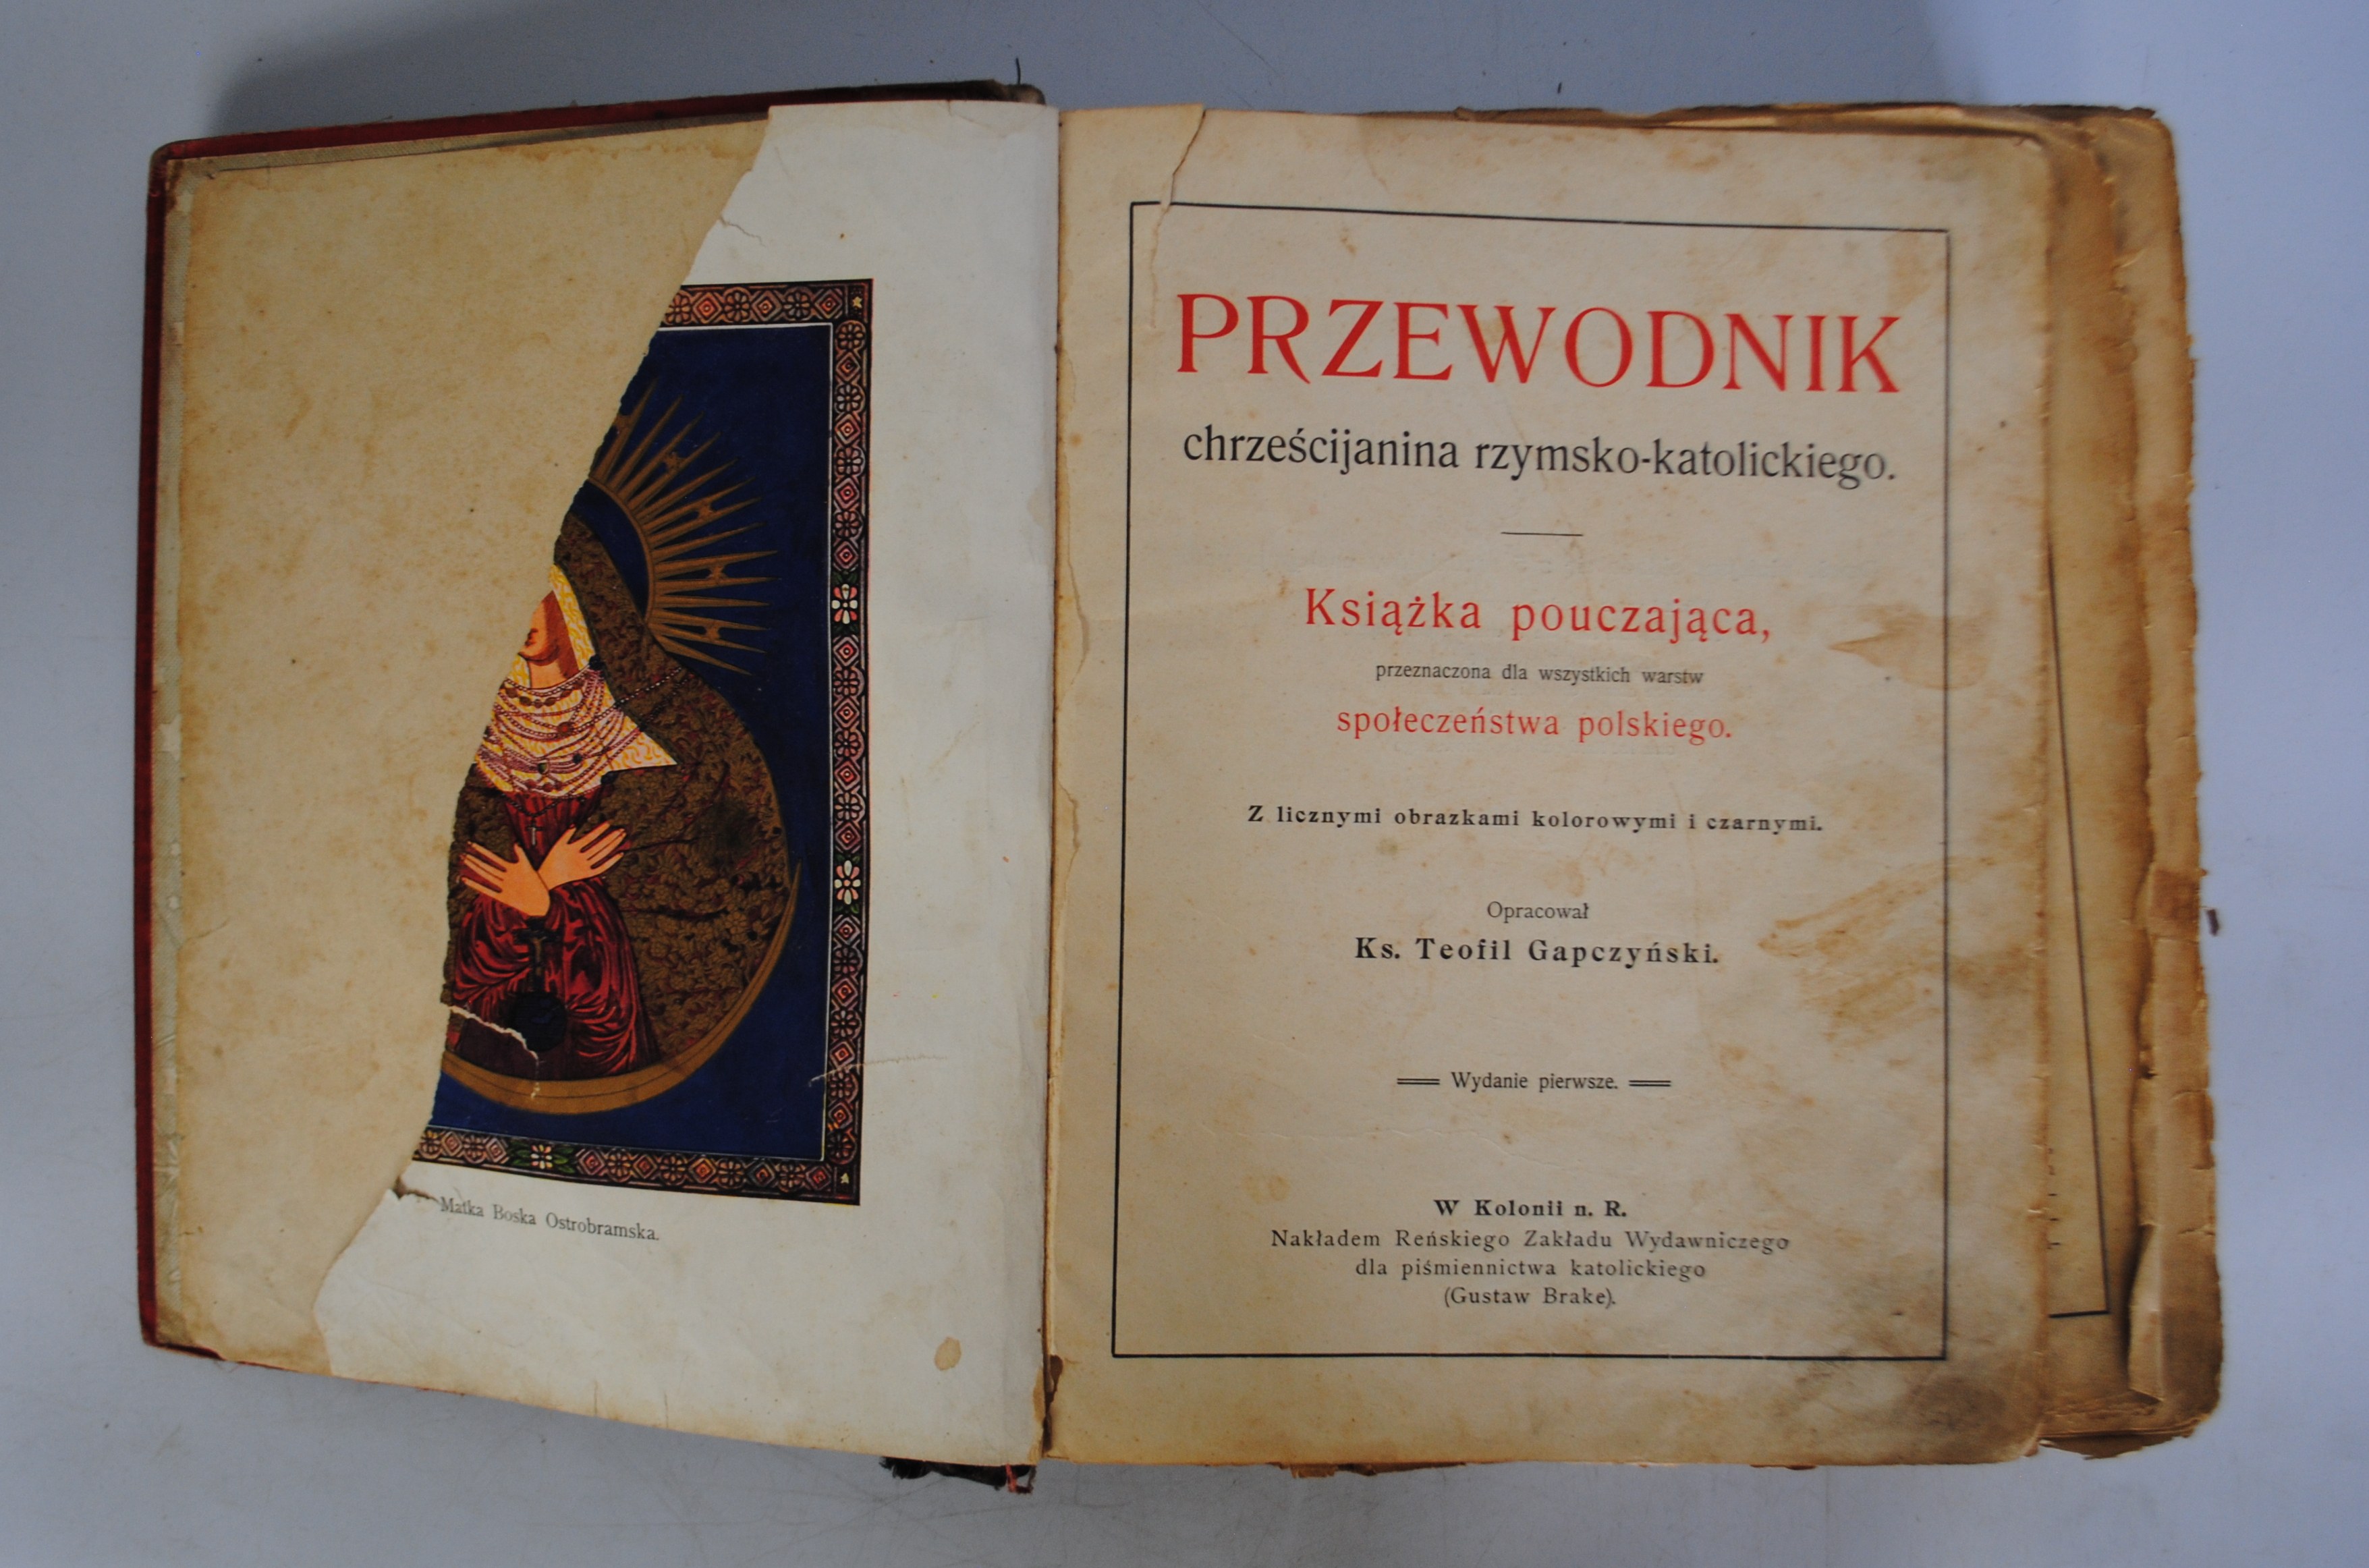 Matka Boska Ostrobramska.
PRZEWODNIK
chrześcijanina rzymsko-katolickiego.
Książka pouczająca,
przeznaczona dla wszystkich warstw
społeczeństwa polskiego.
Z licznymi obrazkami kolorowymi i czarnymi.
Opracował
Ks. Teofil Gapczyński.
Wydanie pierwsze.
W Kolonii n. R.
Nakładem Reńskiego Zakładu Wydawniczego
dla piśmiennictwa katolickiego
(Gustaw Brake).